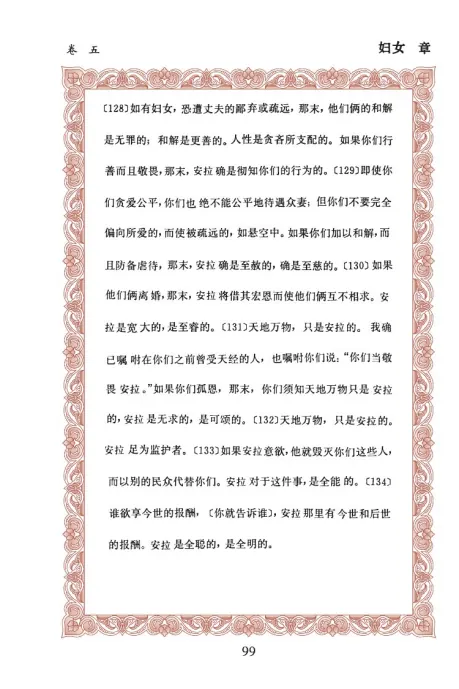 卷 五
妇女 章
〔128〕如有妇女，恐遭丈夫的鄙弃或疏远，那末，他们俩的和解
是无罪的；和解是更善的。人性是贪吝所支配的。如果你们行
善而且敬畏，那末，安拉确是彻知你们的行为的。〔129〕即使你
们贪爱公平，你们也绝不能公平地待遇众妻；但你们不要完全
偏向所爱的，而使被疏远的，如悬空中。如果你们加以和解，而
且防备虐待，那末，安拉确是至赦的，确是至慈的。〔130〕如果
他们俩离婚，那末，安拉将借其宏恩而使他们俩互不相求。安
拉是宽大的，是至睿的。〔131〕天地万物，只是安拉的。我确
已嘱咐在你们之前曾受天经的人，也嘱咐你们说：“你们当敬
畏安拉。”如果你们孤恩，那末，你们须知天地万物只是安拉
的，安拉是无求的，是可颂的。〔132〕天地万物，只是安拉的。
安拉足为监护者。〔133〕如果安拉意欲，他就毁灭你们这些人，
而以别的民众代替你们。安拉对于这件事，是全能的。〔134〕
谁欲享今世的报酬，〔你就告诉谁〕，安拉那里有今世和后世
的报酬。安拉是全聪的，是全明的。
99